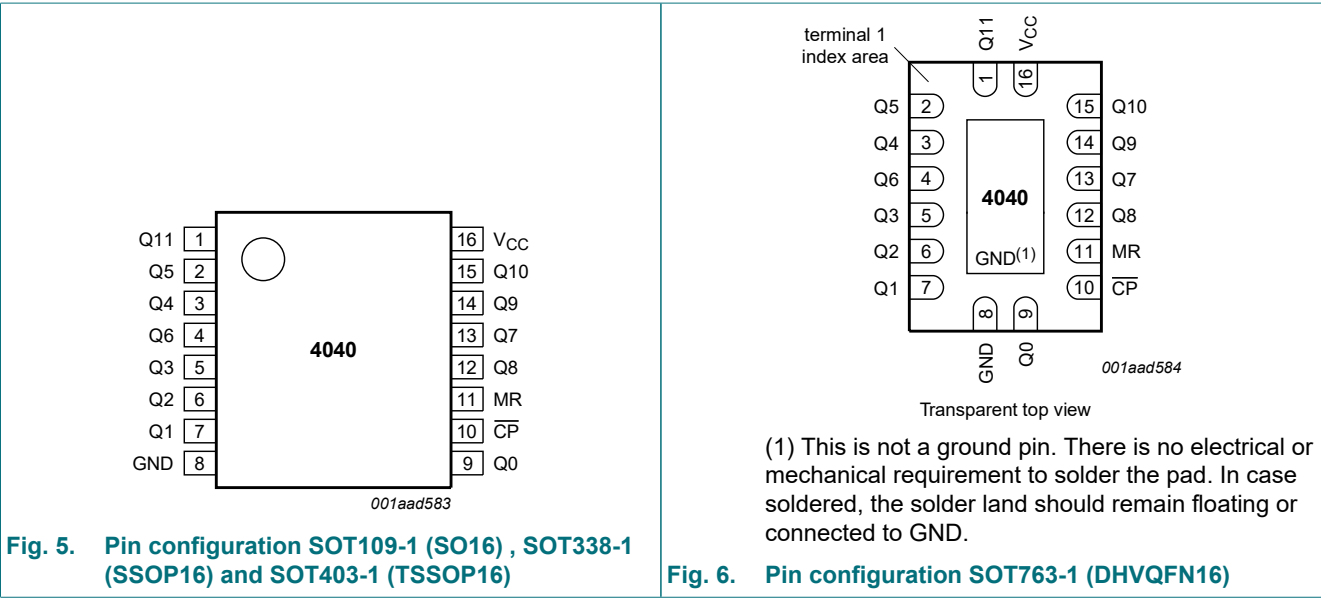 Q11 1
Q5 2
Q4 3
Q6 4
Q3 5
Q2 6
Q1 7
GND 8
4040
16 VCC
15 Q10
14 Q9
13 Q7
12 Q8
11 MR
10 C̅P̅
9 Q0
001aad583
Fig. 5. Pin configuration SOT109-1 (SO16) , SOT338-1
(SSOP16) and SOT403-1 (TSSOP16)
terminal 1
index area
Q11
VCC
1
16
Q5 2
Q4 3
Q6 4
Q3 5
Q2 6
Q1 7
4040
GND(1)
15 Q10
14 Q9
13 Q7
12 Q8
11 MR
10 C̅P̅
8
9
GND
Q0
001aad584
Transparent top view
(1) This is not a ground pin. There is no electrical or
mechanical requirement to solder the pad. In case
soldered, the solder land should remain floating or
connected to GND.
Fig. 6. Pin configuration SOT763-1 (DHVQFN16)